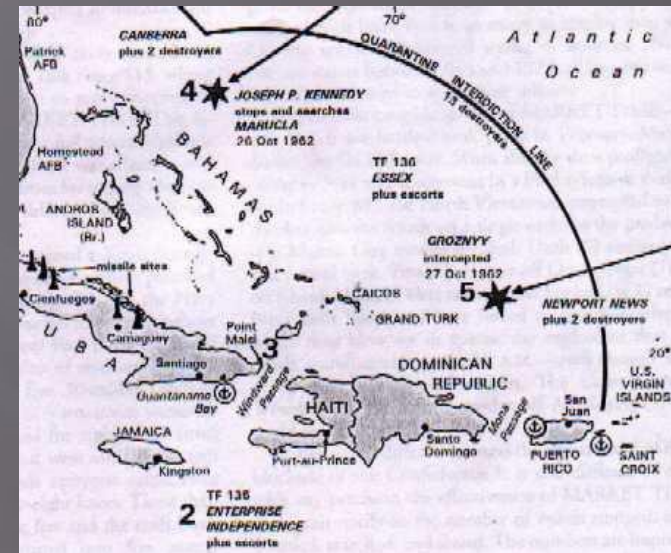 80°
70°
CANBERRA
plus 2 destroyers
Atlantic
Ocean
Patrick
AFB
QUARANTINE INTERDICTION LINE
13 destroyers
4
JOSEPH P. KENNEDY
stops and searches
MARUCLA
26 Oct 1962
BAHAMAS
Homestead
AFB
TF 136
ESSEX
plus escorts
ANDROS
ISLAND
(Br.)
GROZNYY
intercepted
27 Oct 1962
5
missile sites
Cienfuegos
CAICOS
GRAND TURK
NEWPORT NEWS
plus 2 destroyers
Camaguey
Point
Maisi
3
UBA
Santiago
Guantanamo
Bay
Windward
Passage
20°
DOMINICAN
REPUBLIC
HAITI
Mona
Passage
San
Juan
U.S.
VIRGIN
ISLANDS
JAMAICA
Kingston
Port-au-Prince
Santo
Domingo
PUERTO
RICO
SAINT
CROIX
2
TF 136
ENTERPRISE
INDEPENDENCE
plus escorts